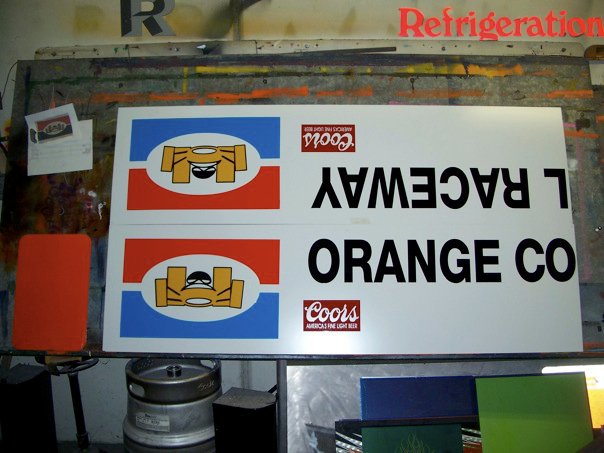 R
Refrigeration
Coors
AMERICA'S FINE LIGHT BEER
L RACEWAY
ORANGE CO
Coors
AMERICA'S FINE LIGHT BEER